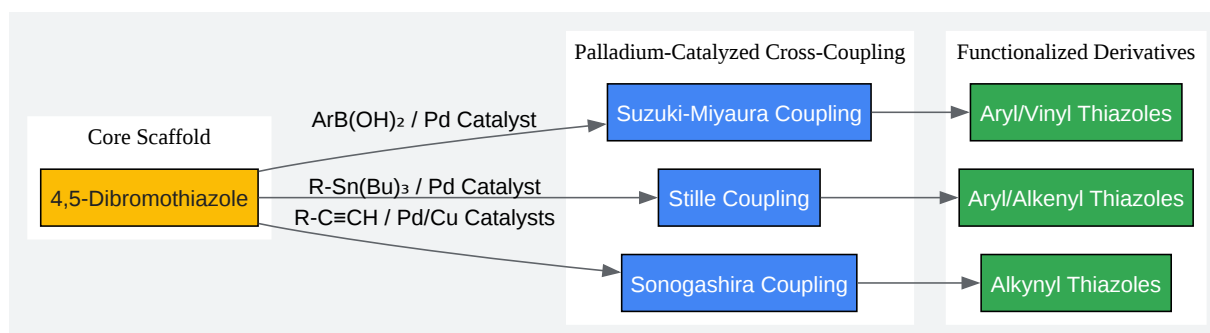 Palladium-Catalyzed Cross-Coupling
Functionalized Derivatives
ArB(OH)₂ / Pd Catalyst
Suzuki-Miyaura Coupling
Aryl/Vinyl Thiazoles
Core Scaffold
4,5-Dibromothiazole
R-Sn(Bu)₃ / Pd Catalyst
Stille Coupling
Aryl/Alkenyl Thiazoles
R-C≡CH / Pd/Cu Catalysts
Sonogashira Coupling
Alkynyl Thiazoles